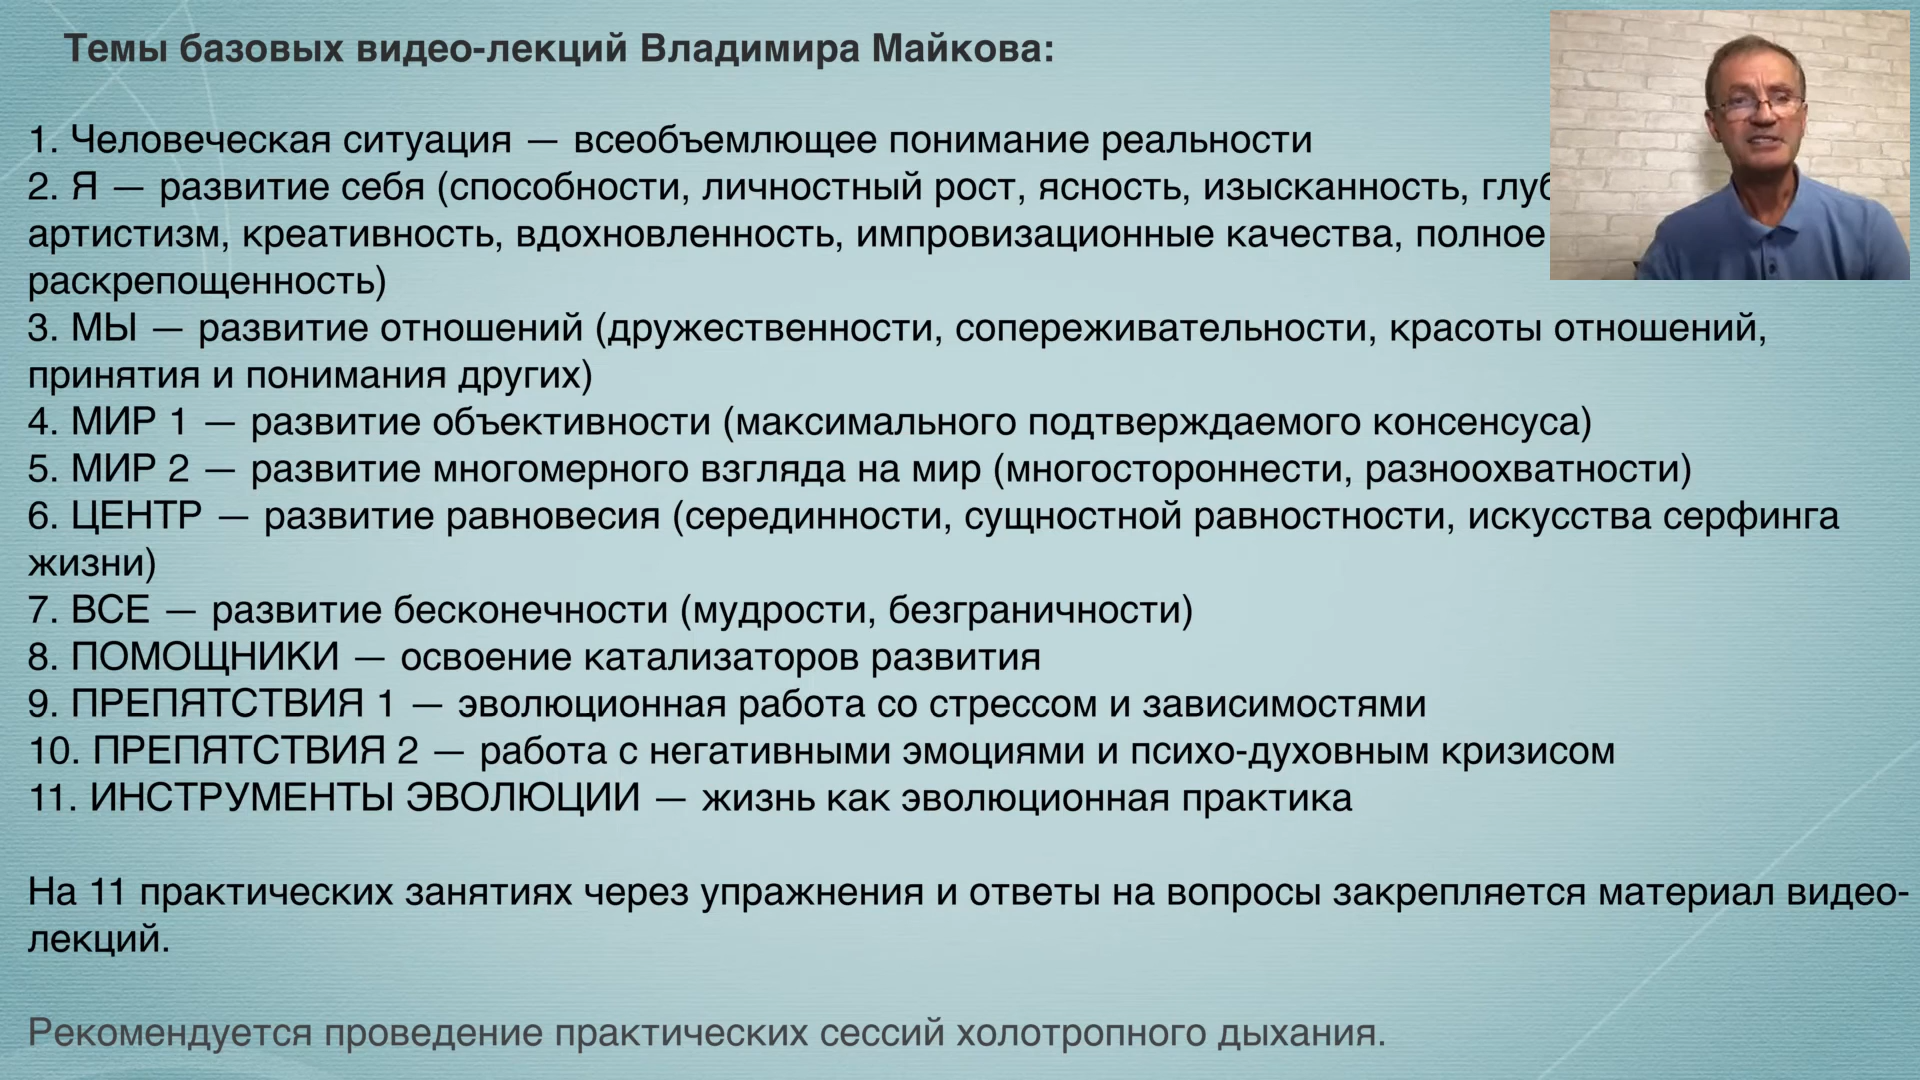 Темы базовых видео-лекций Владимира Майкова:
1. Человеческая ситуация — всеобъемлющее понимание реальности
2. Я — развитие себя (способности, личностный рост, ясность, изысканность,
артистизм, креативность, вдохновленность, импровизационные качества, полное
раскрепощенность)
3. МЫ — развитие отношений (дружественности, сопереживательности, красоты отношений,
принятия и понимания других)
4. МИР 1 — развитие объективности (максимального подтверждаемого консенсуса)
5. МИР 2 — развитие многомерного взгляда на мир (многостороннести, разноохватности)
6. ЦЕНТР — развитие равновесия (серединности, сущностной равностности, искусства серфинга
жизни)
7. ВСЕ — развитие бесконечности (мудрости, безграничности)
8. ПОМОЩНИКИ — освоение катализаторов развития
9. ПРЕПЯТСТВИЯ 1 — эволюционная работа со стрессом и зависимостями
10. ПРЕПЯТСТВИЯ 2 — работа с негативными эмоциями и психо-духовным кризисом
11. ИНСТРУМЕНТЫ ЭВОЛЮЦИИ — жизнь как эволюционная практика
На 11 практических занятиях через упражнения и ответы на вопросы закрепляется материал видео-
лекций.
Рекомендуется проведение практических сессий холотропного дыхания.